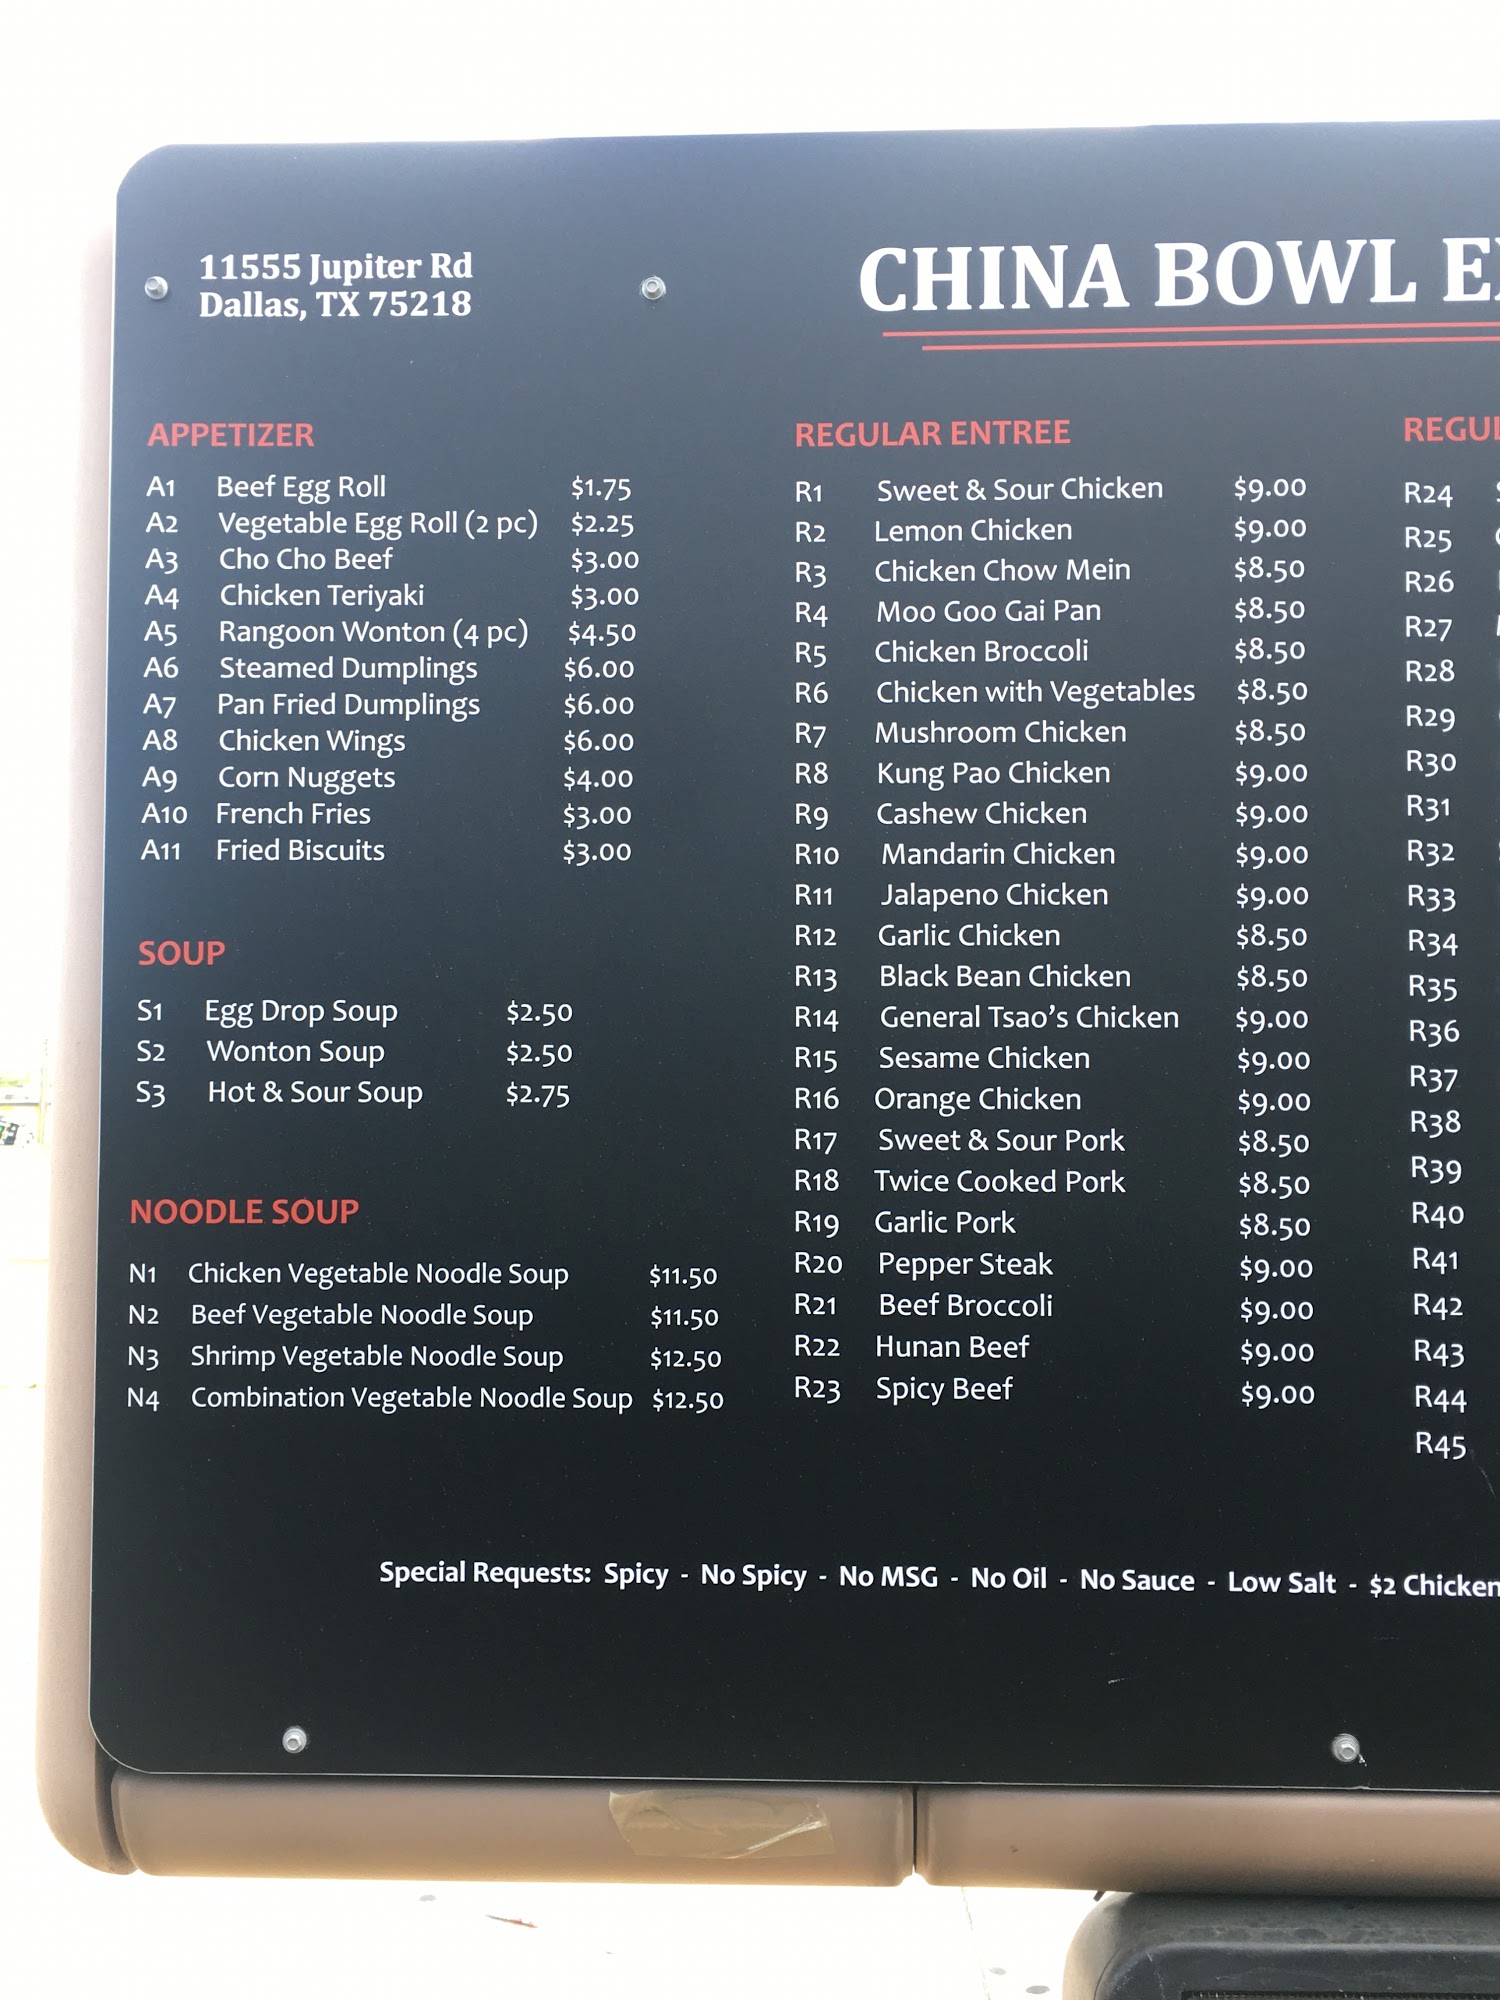 11555 Jupiter Rd
Dallas, TX 75218
CHINA BOWL
APPETIZER
A1 Beef Egg Roll $1.75
A2 Vegetable Egg Roll (2 pc) $2.25
A3 Cho Cho Beef $3.00
A4 Chicken Teriyaki $3.00
A5 Rangoon Wonton (4 pc) $4.50
A6 Steamed Dumplings $6.00
A7 Pan Fried Dumplings $6.00
A8 Chicken Wings $6.00
A9 Corn Nuggets $4.00
A10 French Fries $3.00
A11 Fried Biscuits $3.00
SOUP
S1 Egg Drop Soup $2.50
S2 Wonton Soup $2.50
S3 Hot & Sour Soup $2.75
NOODLE SOUP
N1 Chicken Vegetable Noodle Soup $11.50
N2 Beef Vegetable Noodle Soup $11.50
N3 Shrimp Vegetable Noodle Soup $12.50
N4 Combination Vegetable Noodle Soup $12.50
REGULAR ENTREE
R1 Sweet & Sour Chicken $9.00
R2 Lemon Chicken $9.00
R3 Chicken Chow Mein $8.50
R4 Moo Goo Gai Pan $8.50
R5 Chicken Broccoli $8.50
R6 Chicken with Vegetables $8.50
R7 Mushroom Chicken $8.50
R8 Kung Pao Chicken $9.00
R9 Cashew Chicken $9.00
R10 Mandarin Chicken $9.00
R11 Jalapeno Chicken $9.00
R12 Garlic Chicken $8.50
R13 Black Bean Chicken $8.50
R14 General Tsao's Chicken $9.00
R15 Sesame Chicken $9.00
R16 Orange Chicken $9.00
R17 Sweet & Sour Pork $8.50
R18 Twice Cooked Pork $8.50
R19 Garlic Pork $8.50
R20 Pepper Steak $9.00
R21 Beef Broccoli $9.00
R22 Hunan Beef $9.00
R23 Spicy Beef $9.00
R24
R25
R26
R27
R28
R29
R30
R31
R32
R33
R34
R35
R36
R37
R38
R39
R40
R41
R42
R43
R44
R45
Special Requests: Spicy - No Spicy - No MSG - No Oil - No Sauce - Low Salt - $2 Chicken